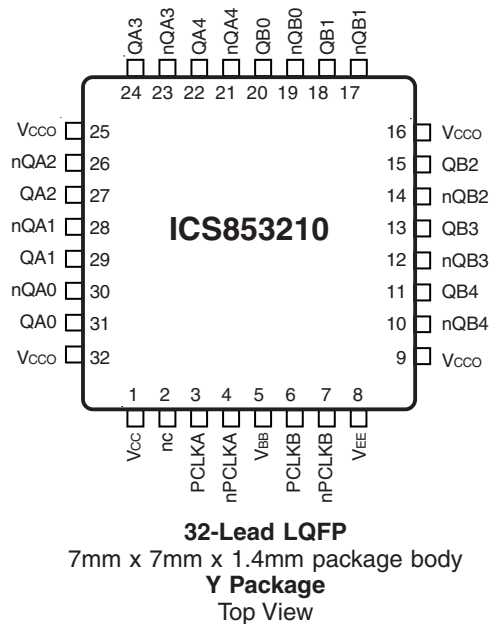 QA3 nQA3 QA4 nQA4 QB0 nQB0 QB1 nQB1
24 23 22 21 20 19 18 17
Vcco 25 16 Vcco
nQA2 26 15 QB2
QA2 27 14 nQB2
nQA1 28 ICS853210 13 QB3
QA1 29 12 nQB3
nQA0 30 11 QB4
QA0 31 10 nQB4
Vcco 32 9 Vcco
1 2 3 4 5 6 7 8
Vcc nc PCLKA nPCLKA VBB PCLKB nPCLKB VEE
32-Lead LQFP
7mm x 7mm x 1.4mm package body
Y Package
Top View